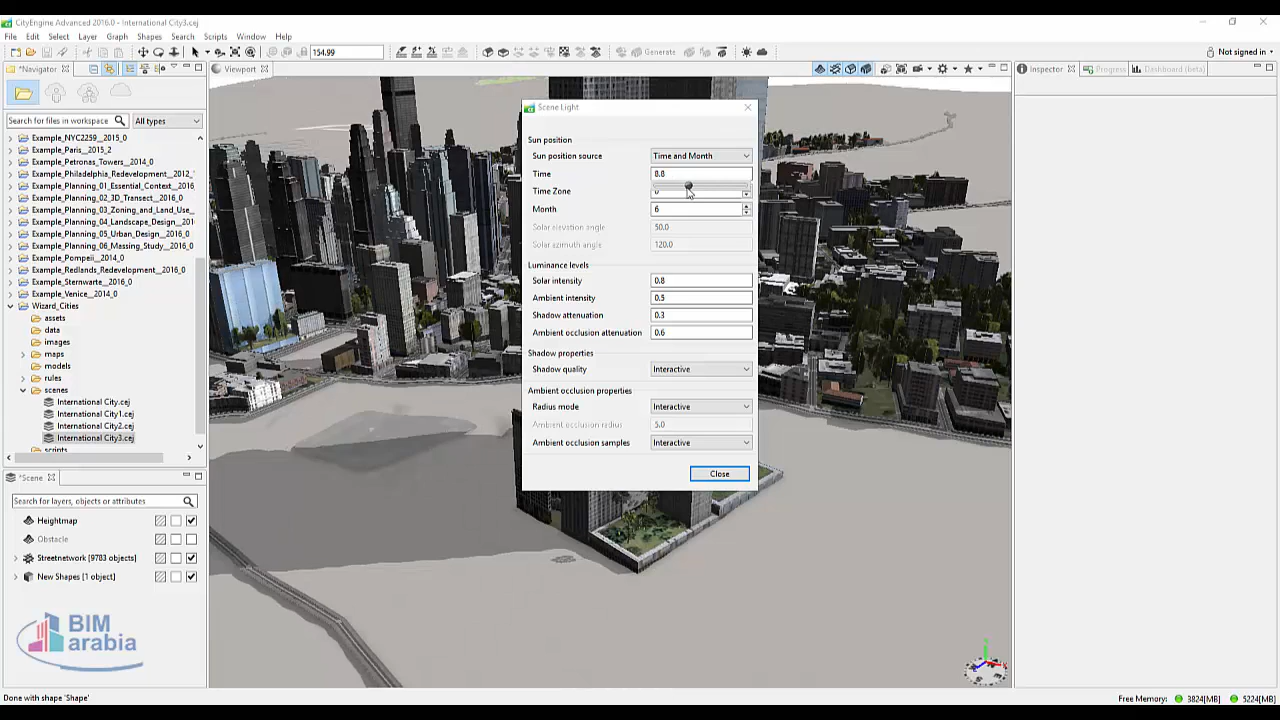 CityEngine Advanced 2016.0 - International City3.cej
File Edit Select Layer Graph Shapes Search Scripts Window Help
154.99
Generate
Not signed in
*Navigator
Viewport
Inspector
Progress
Dashboard (beta)
Search for files in workspace
All types
Example_NYC2259__2015_0
Example_Paris__2015_2
Example_Petronas_Towers__2014_0
Example_Philadelphia_Redevelopment__2012_
Example_Planning_01_Essential_Context__2016
Example_Planning_02_3D_Transect__2016_0
Example_Planning_03_Zoning_and_Land_Use_
Example_Planning_04_Landscape_Design__201
Example_Planning_05_Urban_Design__2016_0
Example_Planning_06_Massing_Study__2016_0
Example_Pompeii__2014_0
Example_Redlands_Redevelopment__2016_0
Example_Sternwarte__2016_0
Example_Venice__2014_0
Wizard_Cities
assets
data
images
maps
models
rules
scenes
International City.cej
International City1.cej
International City2.cej
International City3.cej
scripts
*Scene
Search for layers, objects or attributes
Heightmap
Obstacle
Streetnetwork [9783 objects]
New Shapes [1 object]
BIM
arabia
Scene Light
Sun position
Sun position source Time and Month
Time 8.8
Time Zone 0
Month 6
Solar elevation angle 50.0
Solar azimuth angle 120.0
Luminance levels
Solar intensity 0.8
Ambient intensity 0.5
Shadow attenuation 0.3
Ambient occlusion attenuation 0.6
Shadow properties
Shadow quality Interactive
Ambient occlusion properties
Radius mode Interactive
Ambient occlusion radius 5.0
Ambient occlusion samples Interactive
Close
Done with shape 'Shape'
Free Memory: 3824[MB] 5224[MB]